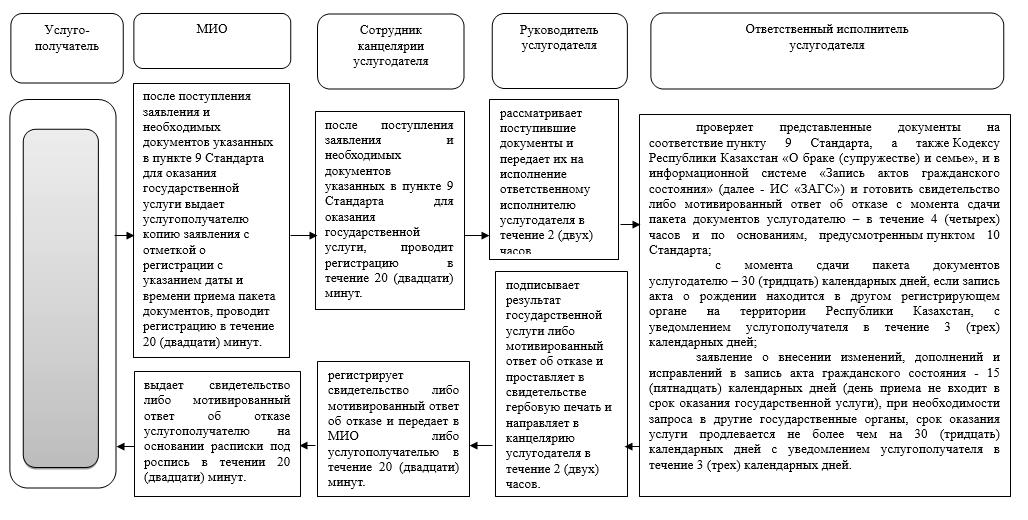 Услуго-
получатель
МИО
Сотрудник
канцелярии
услугодателя
Руководитель
услугодателя
Ответственный исполнитель
услугодателя
после поступления
заявления и
необходимых
документов указанных
в пункте 9 Стандарта
для оказания
государственной
услуги выдает
услугополучателю
копию заявления с
отметкой о
регистрации с
указанием даты и
времени приема пакета
документов, проводит
регистрацию в течение
20 (двадцати) минут.
после поступления
заявления и
необходимых
документов
указанных в пункте 9
Стандарта для
оказания
государственной
услуги, проводит
регистрацию в
течение 20 (двадцати)
минут.
рассматривает
поступившие
документы и
передает их на
исполнение
ответственному
исполнителю
услугодателя в
течение 2 (двух)
часов
проверяет представленные документы на
соответствие пункту 9 Стандарта, а также Кодексу
Республики Казахстан «О браке (супружестве) и семье», и в
информационной системе «Запись актов гражданского
состояния» (далее - ИС «ЗАГС») и готовить свидетельство
либо мотивированный ответ об отказе с момента сдачи
пакета документов услугодателю – в течение 4 (четырех)
часов и по основаниям, предусмотренным пунктом 10
Стандарта;
с момента сдачи пакета документов
услугодателю – 30 (тридцать) календарных дней, если запись
акта о рождении находится в другом регистрирующем
органе на территории Республики Казахстан, с
уведомлением услугополучателя в течение 3 (трех)
календарных дней;
заявление о внесении изменений, дополнений и
исправлений в запись акта гражданского состояния - 15
(пятнадцать) календарных дней (день приема не входит в
срок оказания государственной услуги), при необходимости
запроса в другие государственные органы, срок оказания
услуги продлевается не более чем на 30 (тридцать)
календарных дней с уведомлением услугополучателя в
течение 3 (трех) календарных дней.
подписывает
результат
государственной
услуги либо
мотивированный
ответ об отказе и
проставляет в
свидетельстве
гербовую печать и
направляет в
канцелярию
услугодателя в
течение 2 (двух)
часов.
регистрирует
свидетельство либо
мотивированный ответ
об отказе и передает в
МИО либо
услугополучателью в
течение 20 (двадцати)
минут.
выдает свидетельство
либо мотивированный
ответ об отказе
услугополучателю на
основании расписки под
роспись в течении 20
(двадцати) минут.